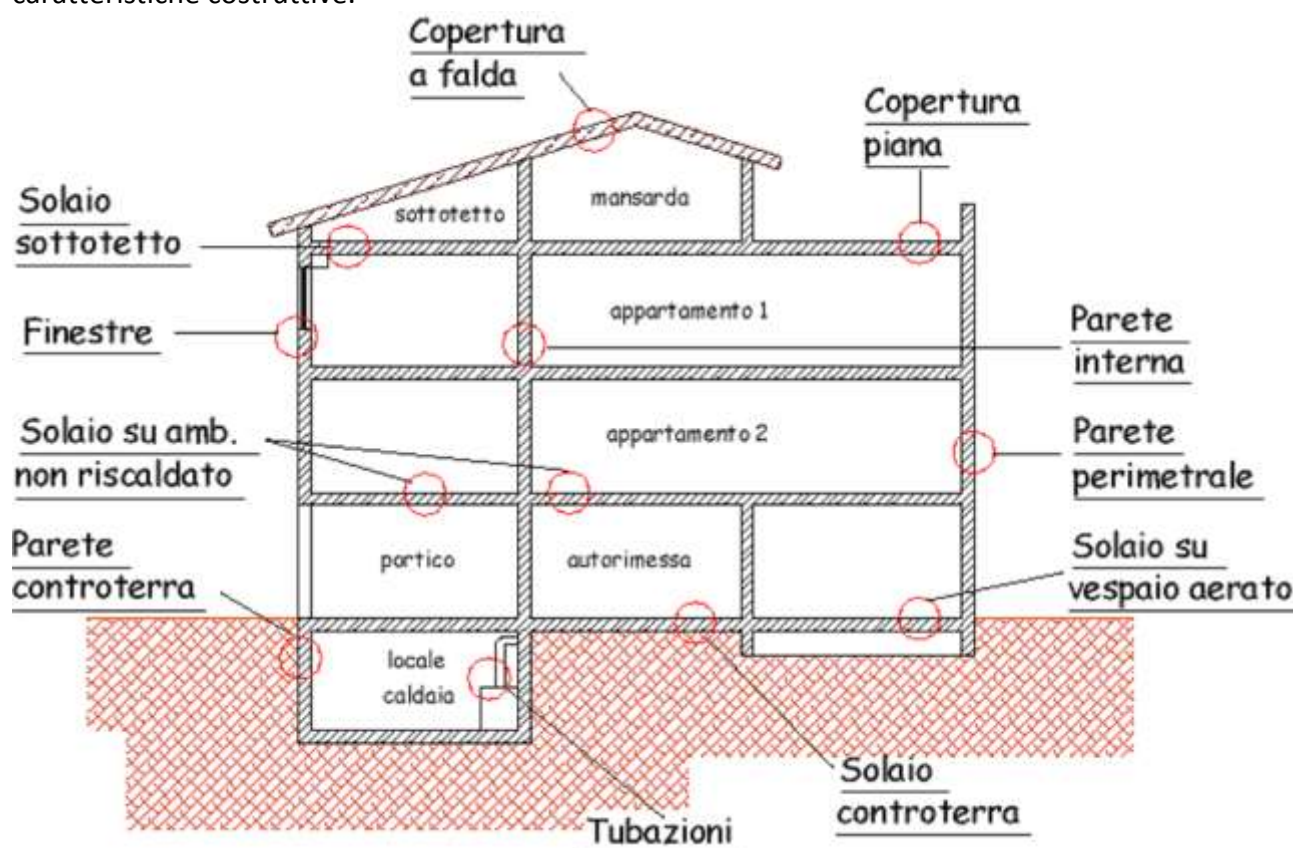 caratteristiche costruttive.
Copertura
a falda
Copertura
piana
Solaio
sottotetto
sottotetto
mansarda
Finestre
appartamento 1
Parete
interna
Solaio su amb.
non riscaldato
appartamento 2
Parete
perimetrale
Parete
controterra
portico
autorimessa
Solaio su
vespaio aerato
locale
caldaia
Solaio
controterra
Tubazioni